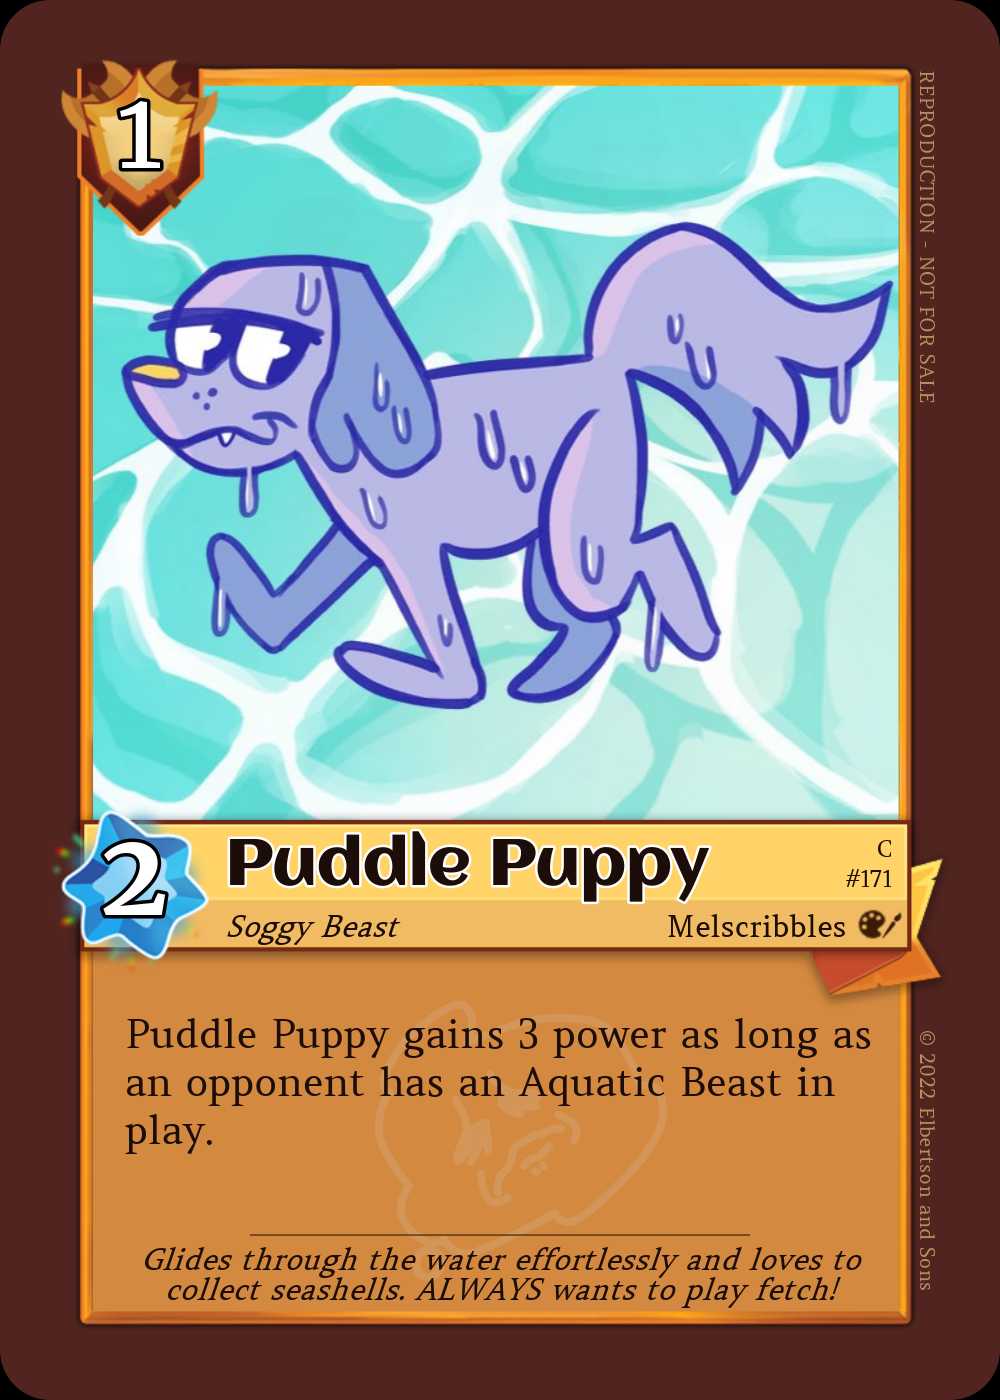 1
REPRODUCTION - NOT FOR SALE
2
Puddle Puppy
C
#171
Soggy Beast
Melscribbles
Puddle Puppy gains 3 power as long as
an opponent has an Aquatic Beast in
play.
Glides through the water effortlessly and loves to
collect seashells. ALWAYS wants to play fetch!
© 2022 Elbertson and Sons